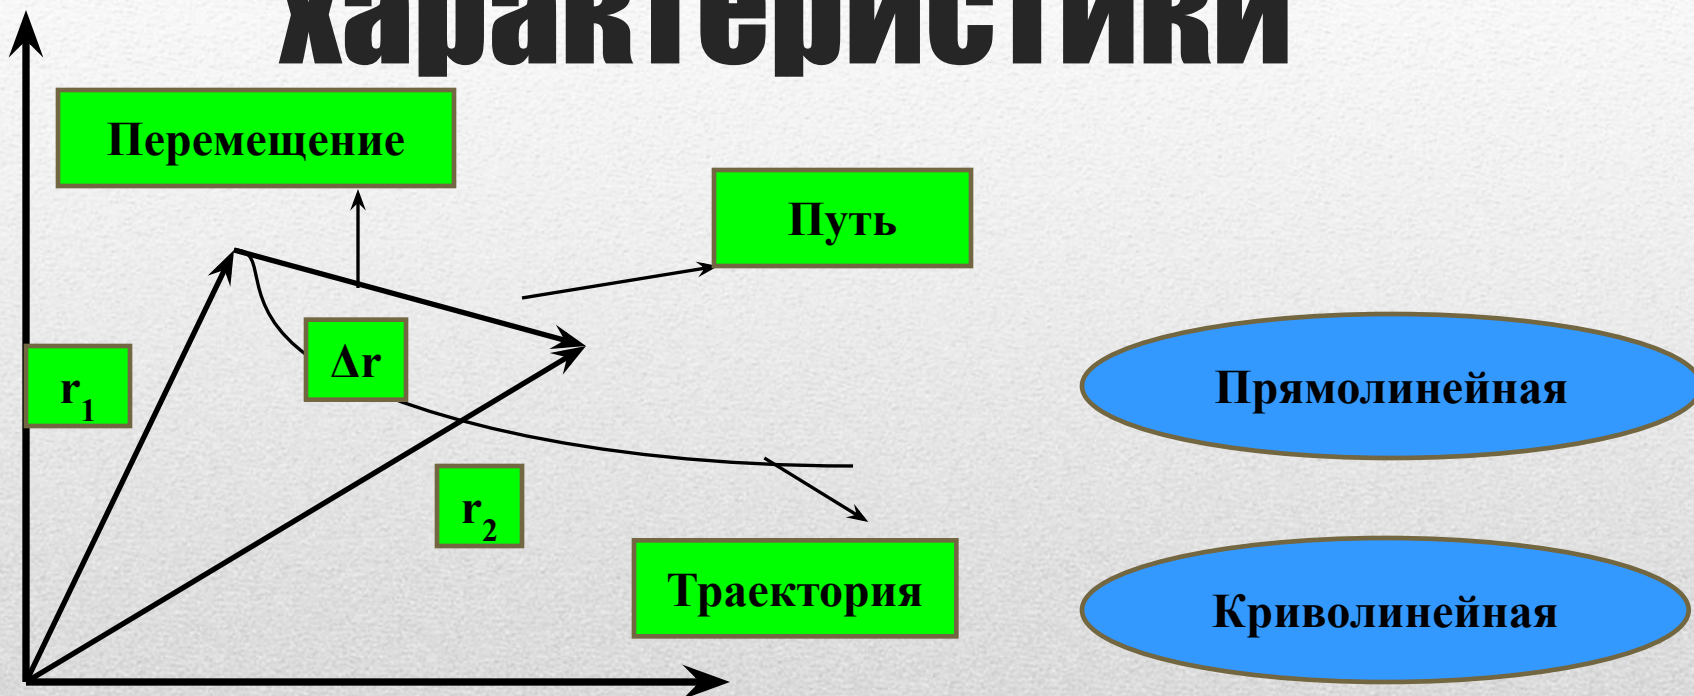 характеристики
Перемещение
Путь
Δr
r1
Прямолинейная
r2
Траектория
Криволинейная